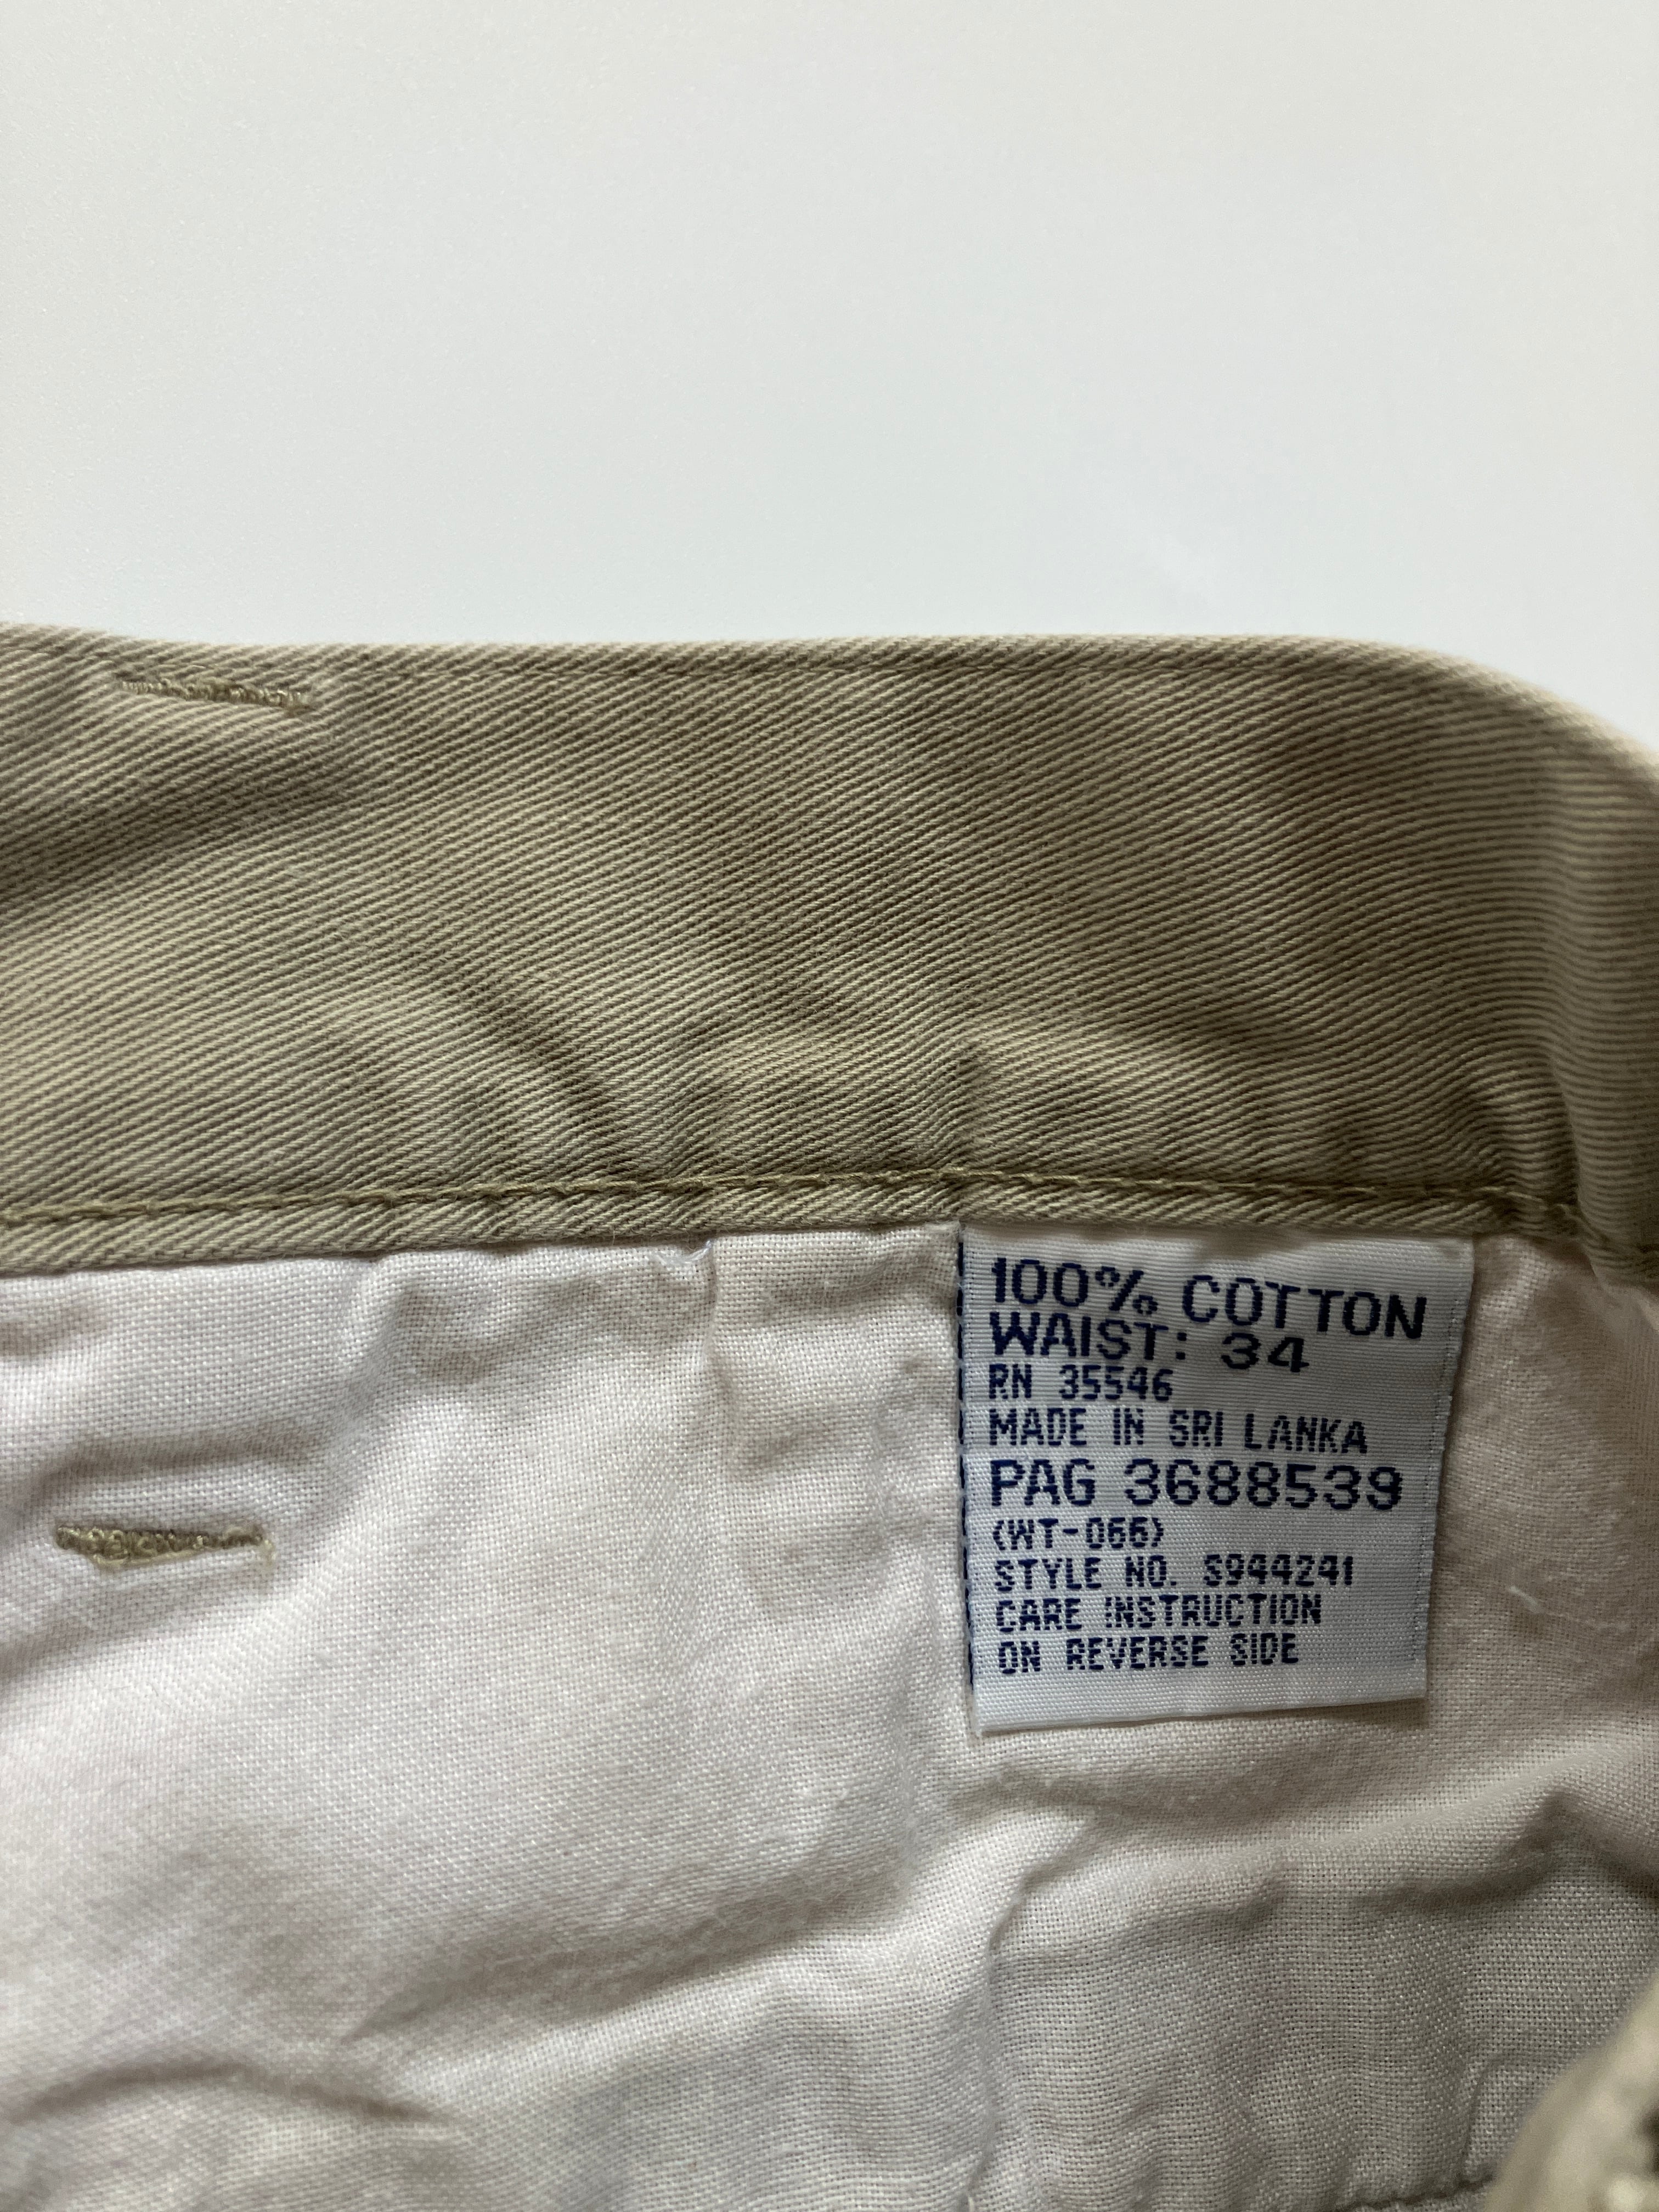 100% COTTON
WAIST: 34
RN 35546
MADE IN SRI LANKA
PAG 3688539
(WT-066)
STYLE NO. S944241
CARE INSTRUCTION
ON REVERSE SIDE